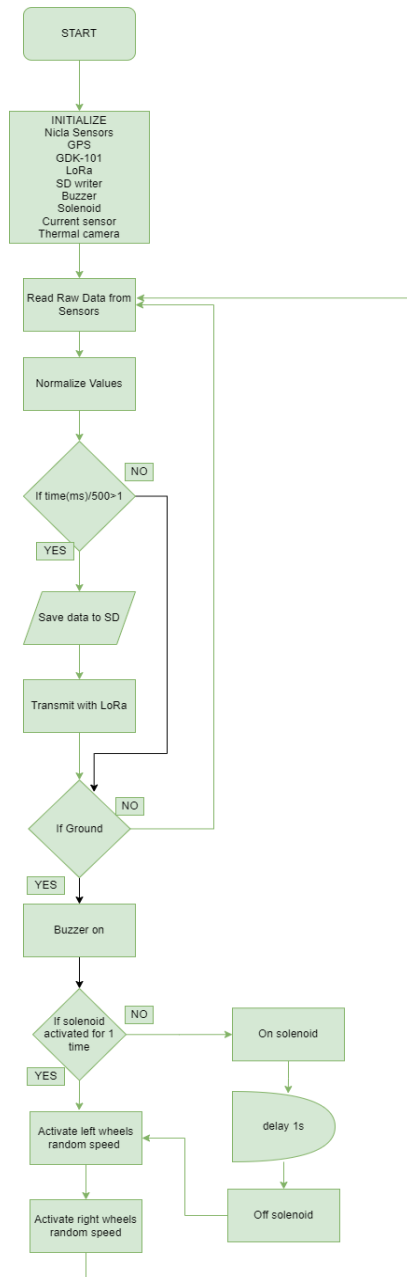 START
INITIALIZE
Nicla Sensors
GPS
GDK-101
LoRa
SD writer
Buzzer
Solenoid
Current sensor
Thermal camera
Read Raw Data from
Sensors
Normalize Values
NO
If time(ms)/500>1
YES
Save data to SD
Transmit with LoRa
NO
If Ground
YES
Buzzer on
NO
If solenoid
activated for 1
time
On solenoid
YES
delay 1s
Activate left wheels
random speed
Off solenoid
Activate right wheels
random speed